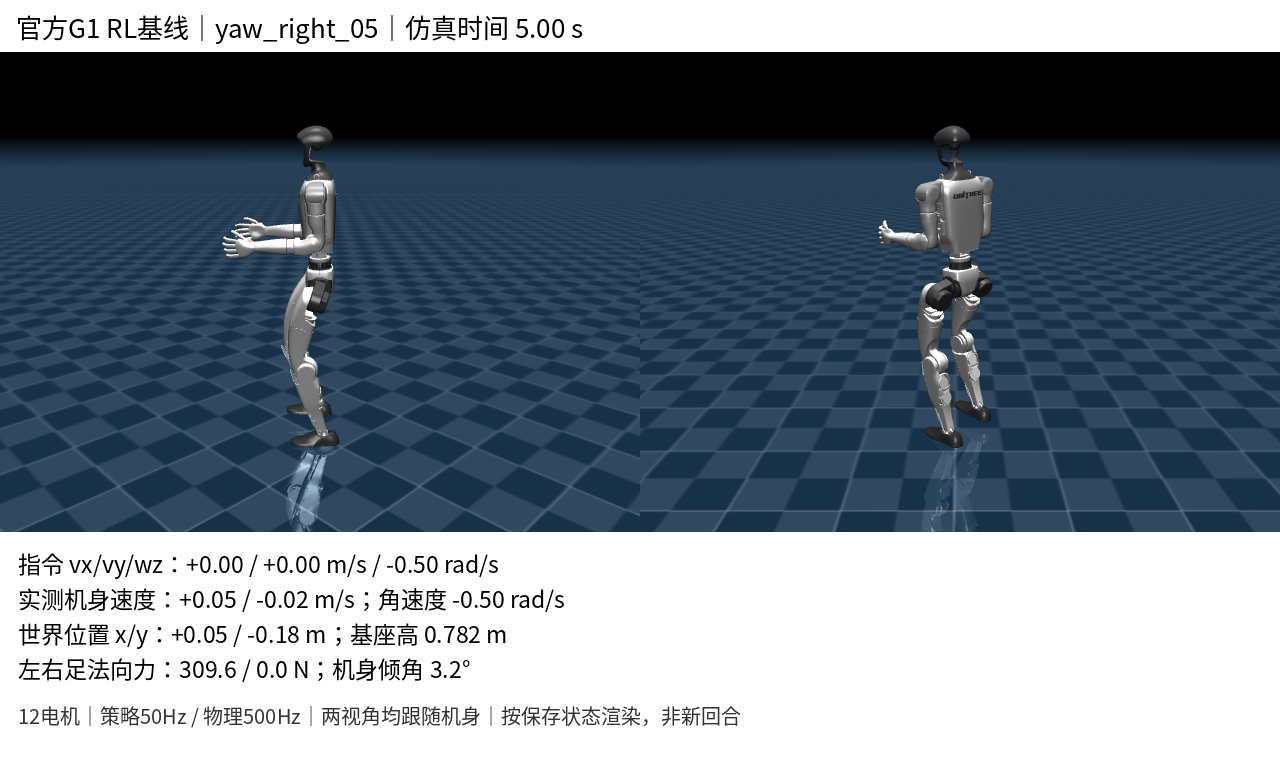 官方G1 RL基线｜yaw_right_05｜仿真时间 5.00 s
UNITREE
指令 vx/vy/wz：+0.00 / +0.00 m/s / -0.50 rad/s
实测机身速度：+0.05 / -0.02 m/s；角速度 -0.50 rad/s
世界位置 x/y：+0.05 / -0.18 m；基座高 0.782 m
左右足法向力：309.6 / 0.0 N；机身倾角 3.2°
12电机｜策略50Hz / 物理500Hz｜两视角均跟随机身｜按保存状态渲染，非新回合